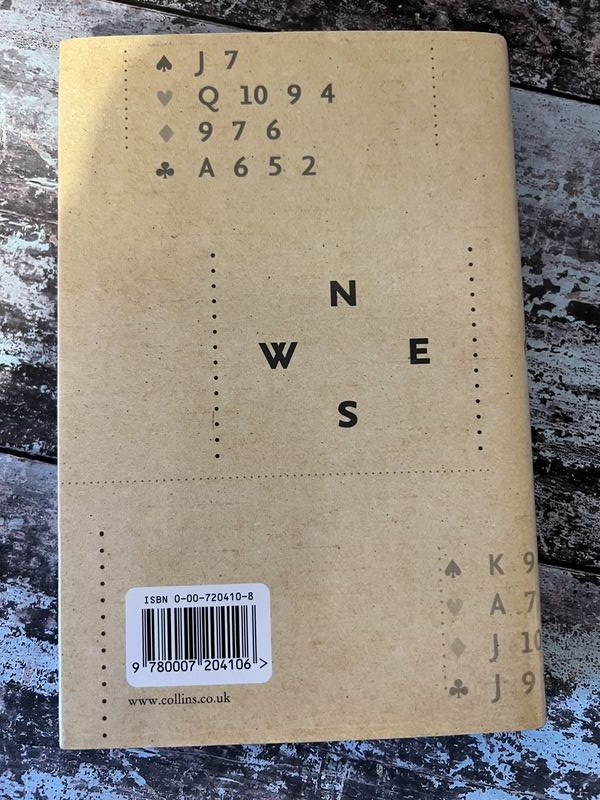 ♠ J 7
♥ Q 10 9 4
♦ 9 7 6
♣ A 6 5 2
N
W E
S
♠ K 9
♥ A 7
♦ J 10
♣ J 9
ISBN 0-00-720410-8
9 780007 204106 >
www.collins.co.uk